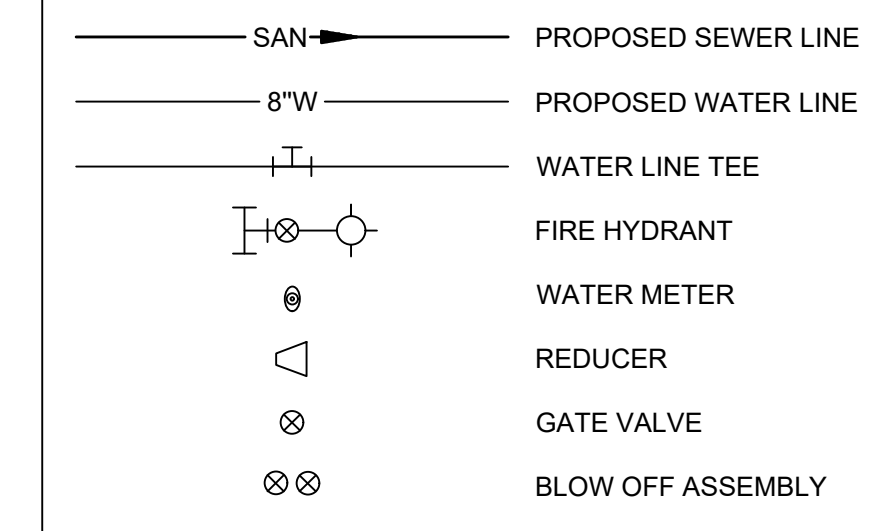 SAN PROPOSED SEWER LINE
8"W PROPOSED WATER LINE
WATER LINE TEE
FIRE HYDRANT
WATER METER
REDUCER
GATE VALVE
BLOW OFF ASSEMBLY